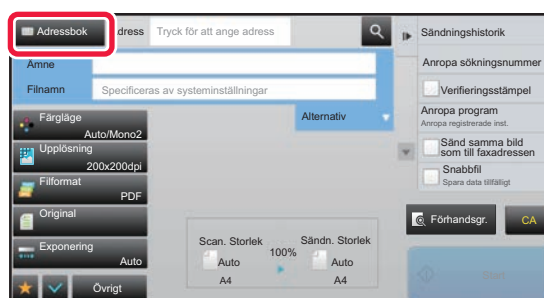 Adressbok
dress
Tryck för att ange adress
Ämne
Filnamn
Specificeras av systeminställningar
Alternativ
Färgläge
Auto/Mono2
Upplösning
200x200dpi
Filformat
PDF
Original
Exponering
Auto
Övrigt
Scan. Storlek
Auto
A4
100%
Sändn. Storlek
Auto
A4
Sändningshistorik
Anropa sökningsnummer
Verifieringsstämpel
Anropa program
Anropa registrerade inst.
Sänd samma bild
som till faxadressen
Snabbfil
Spara data tillfälligt
Förhandsgr.
CA
Start